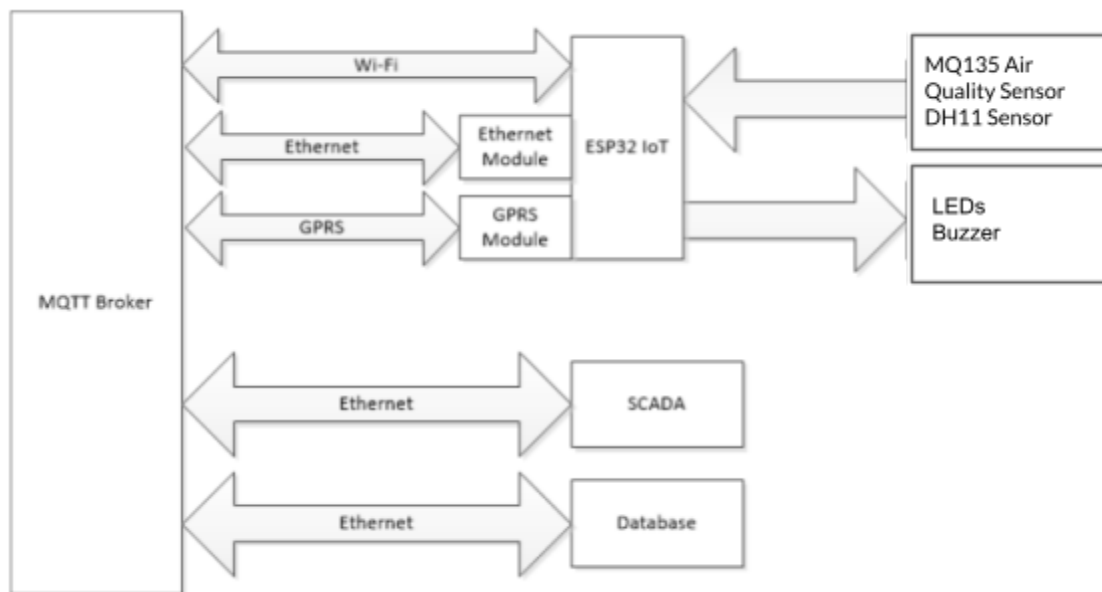 Wi-Fi
Ethernet
Ethernet
Module
GPRS
GPRS
Module
ESP32 IoT
MQ135 Air
Quality Sensor
DH11 Sensor
LEDs
Buzzer
MQTT Broker
Ethernet
SCADA
Ethernet
Database